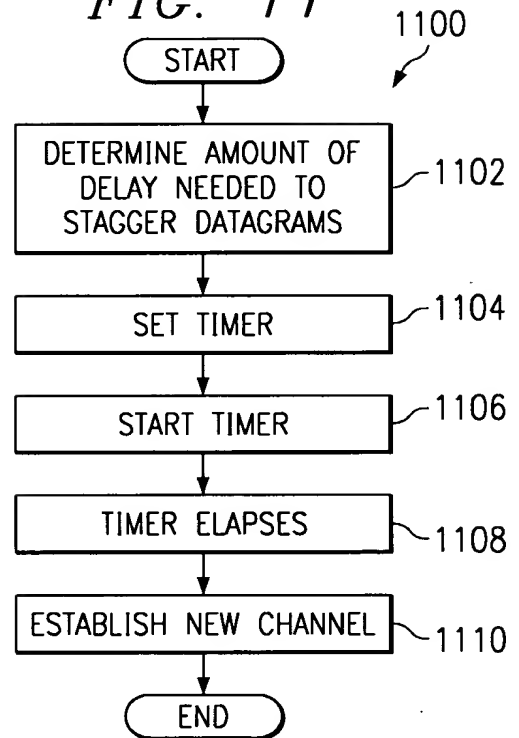 FIG. 11
1100
START
DETERMINE AMOUNT OF
DELAY NEEDED TO
STAGGER DATAGRAMS
1102
SET TIMER
1104
START TIMER
1106
TIMER ELAPSES
1108
ESTABLISH NEW CHANNEL
1110
END